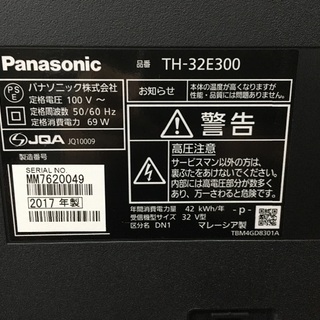 Panasonic 品番 TH-32E300
PS
E
パナソニック株式会社
定格電圧 100 V～
定格周波数 50/60 Hz
定格消費電力 69 W
JQA JQ10009
製造番号
SERIAL NO.
MM7620049
2017 年製
お知らせ
本体の温度が高くなりますが
性能・品質には問題ありません。
警告
高圧注意
サービスマン以外の方は、
裏ぶたをあけないでください。
内部には高電圧部分が数多く
あり、万一さわると危険です。
年間消費電力量 42 kWh/年 -p-
受信機型サイズ 32 V型
区分名 DN1 マレーシア製
TBM4GD8301A